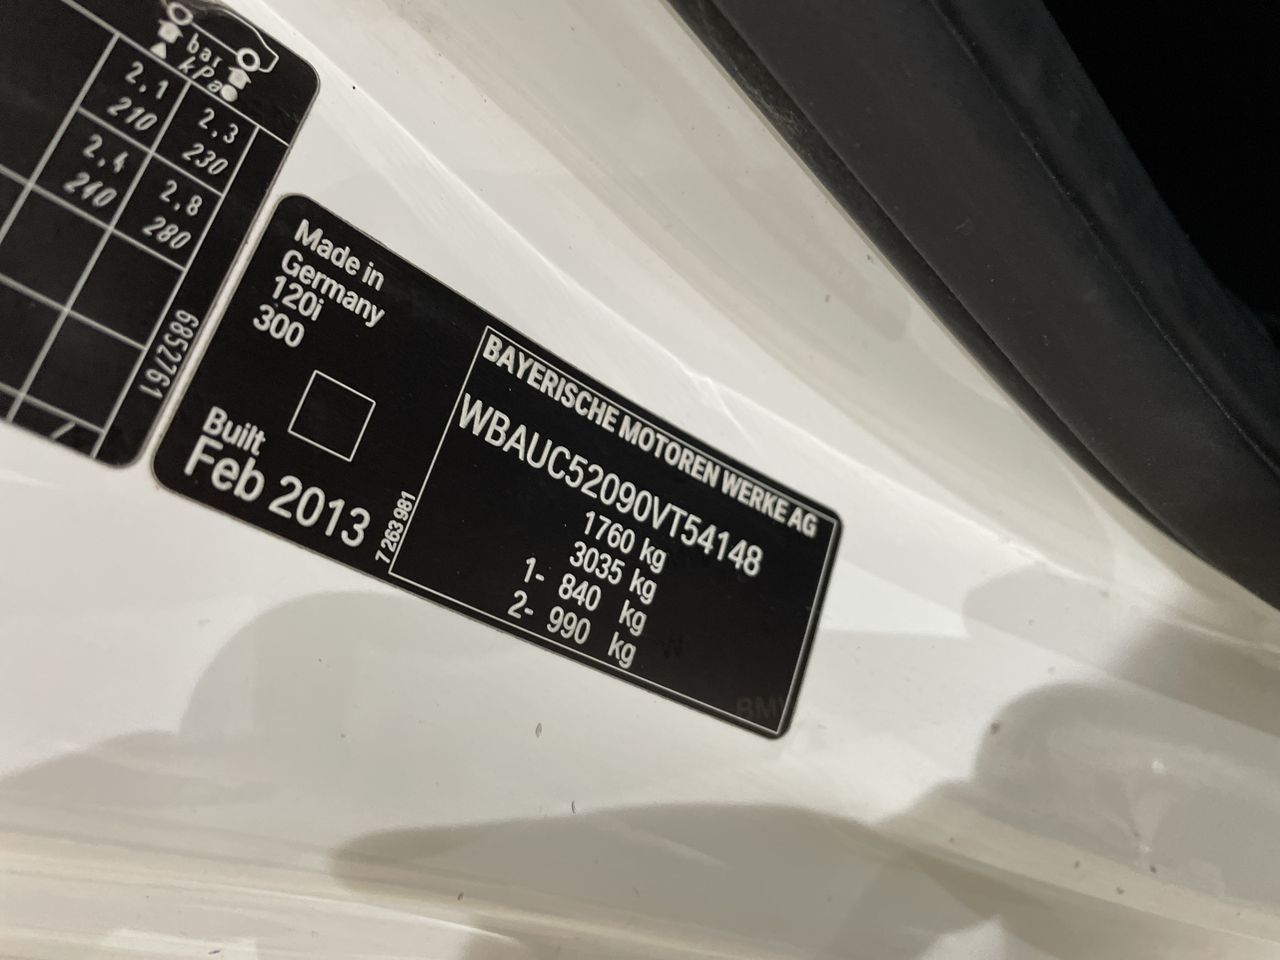 bar
kPa
2.1 2.3
210 230
2.4 2.8
240 280
6852761
Made in
Germany
120i
300
Built
Feb 2013
7 263 981
BAYERISCHE MOTOREN WERKE AG
WBAUC52090VT54148
1760 kg
3035 kg
1- 840 kg
2- 990 kg
BMW